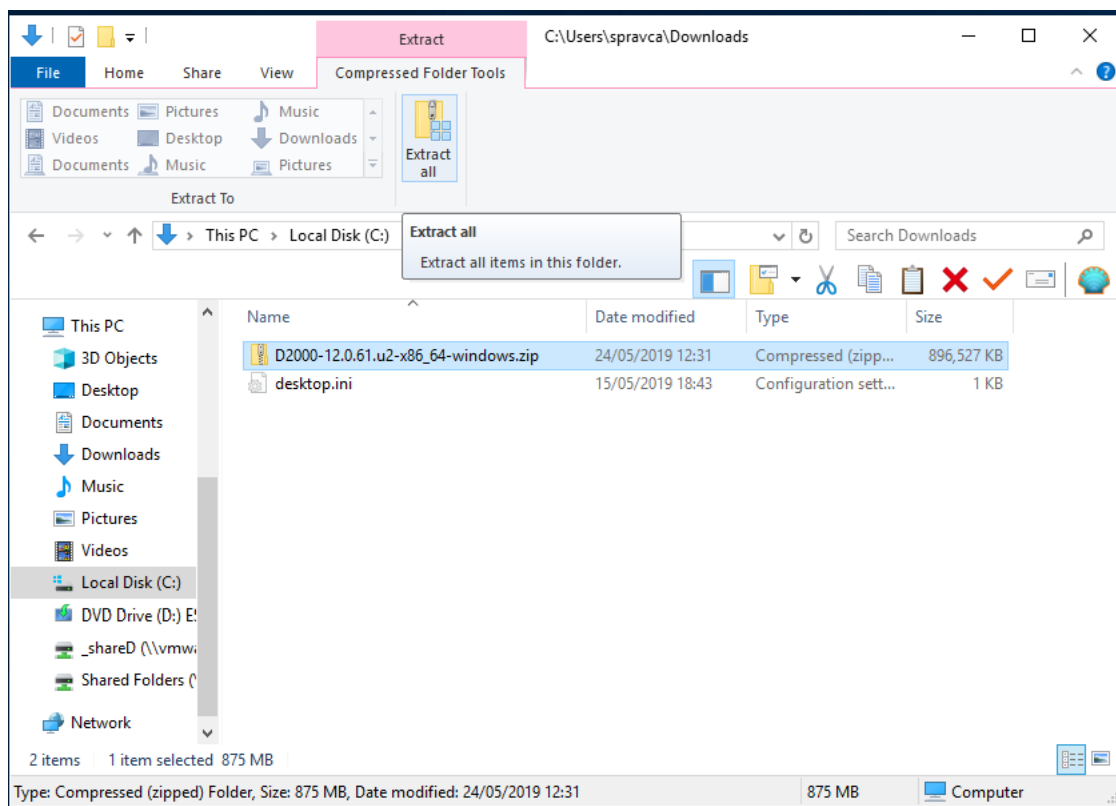 Extract
C:\Users\spravca\Downloads
File Home Share View Compressed Folder Tools
Documents Pictures Music
Videos Desktop Downloads
Documents Music Pictures
Extract To
Extract
all
This PC > Local Disk (C:)
Search Downloads
Extract all
Extract all items in this folder.
Name Date modified Type Size
D2000-12.0.61.u2-x86_64-windows.zip 24/05/2019 12:31 Compressed (zipp... 896,527 KB
desktop.ini 15/05/2019 18:43 Configuration sett... 1 KB
This PC
3D Objects
Desktop
Documents
Downloads
Music
Pictures
Videos
Local Disk (C:)
DVD Drive (D:) E
_shareD (\\vmwa
Shared Folders (
Network
2 items 1 item selected 875 MB
Type: Compressed (zipped) Folder, Size: 875 MB, Date modified: 24/05/2019 12:31 875 MB Computer